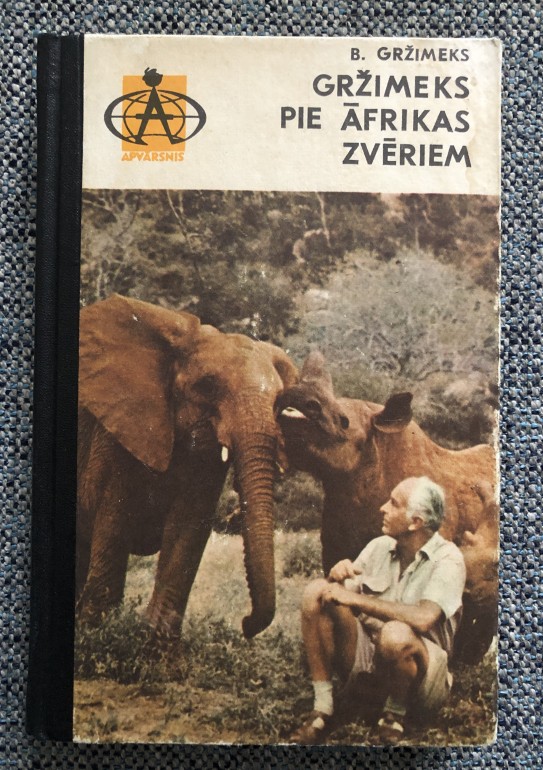 B. GRŽIMEKS
GRŽIMEKS
PIE ĀFRIKAS
ZVĒRIEM
A
APVĀRSNIS